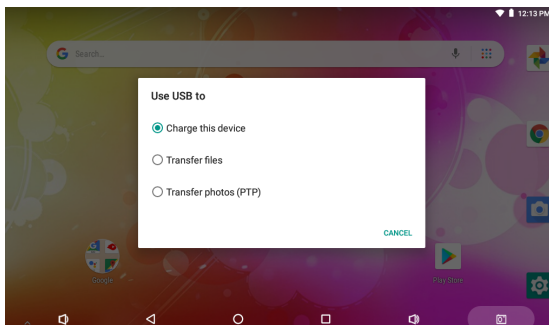 12:13 PM
Search...
Use USB to
Charge this device
Transfer files
Transfer photos (PTP)
CANCEL
Google
Play Store